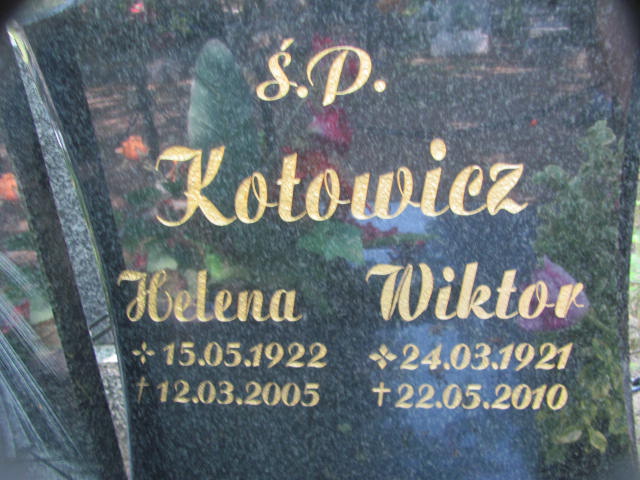 ś.P.
Kotowicz
Helena Wiktor
✣ 15.05.1922 ✣ 24.03.1921
† 12.03.2005 † 22.05.2010